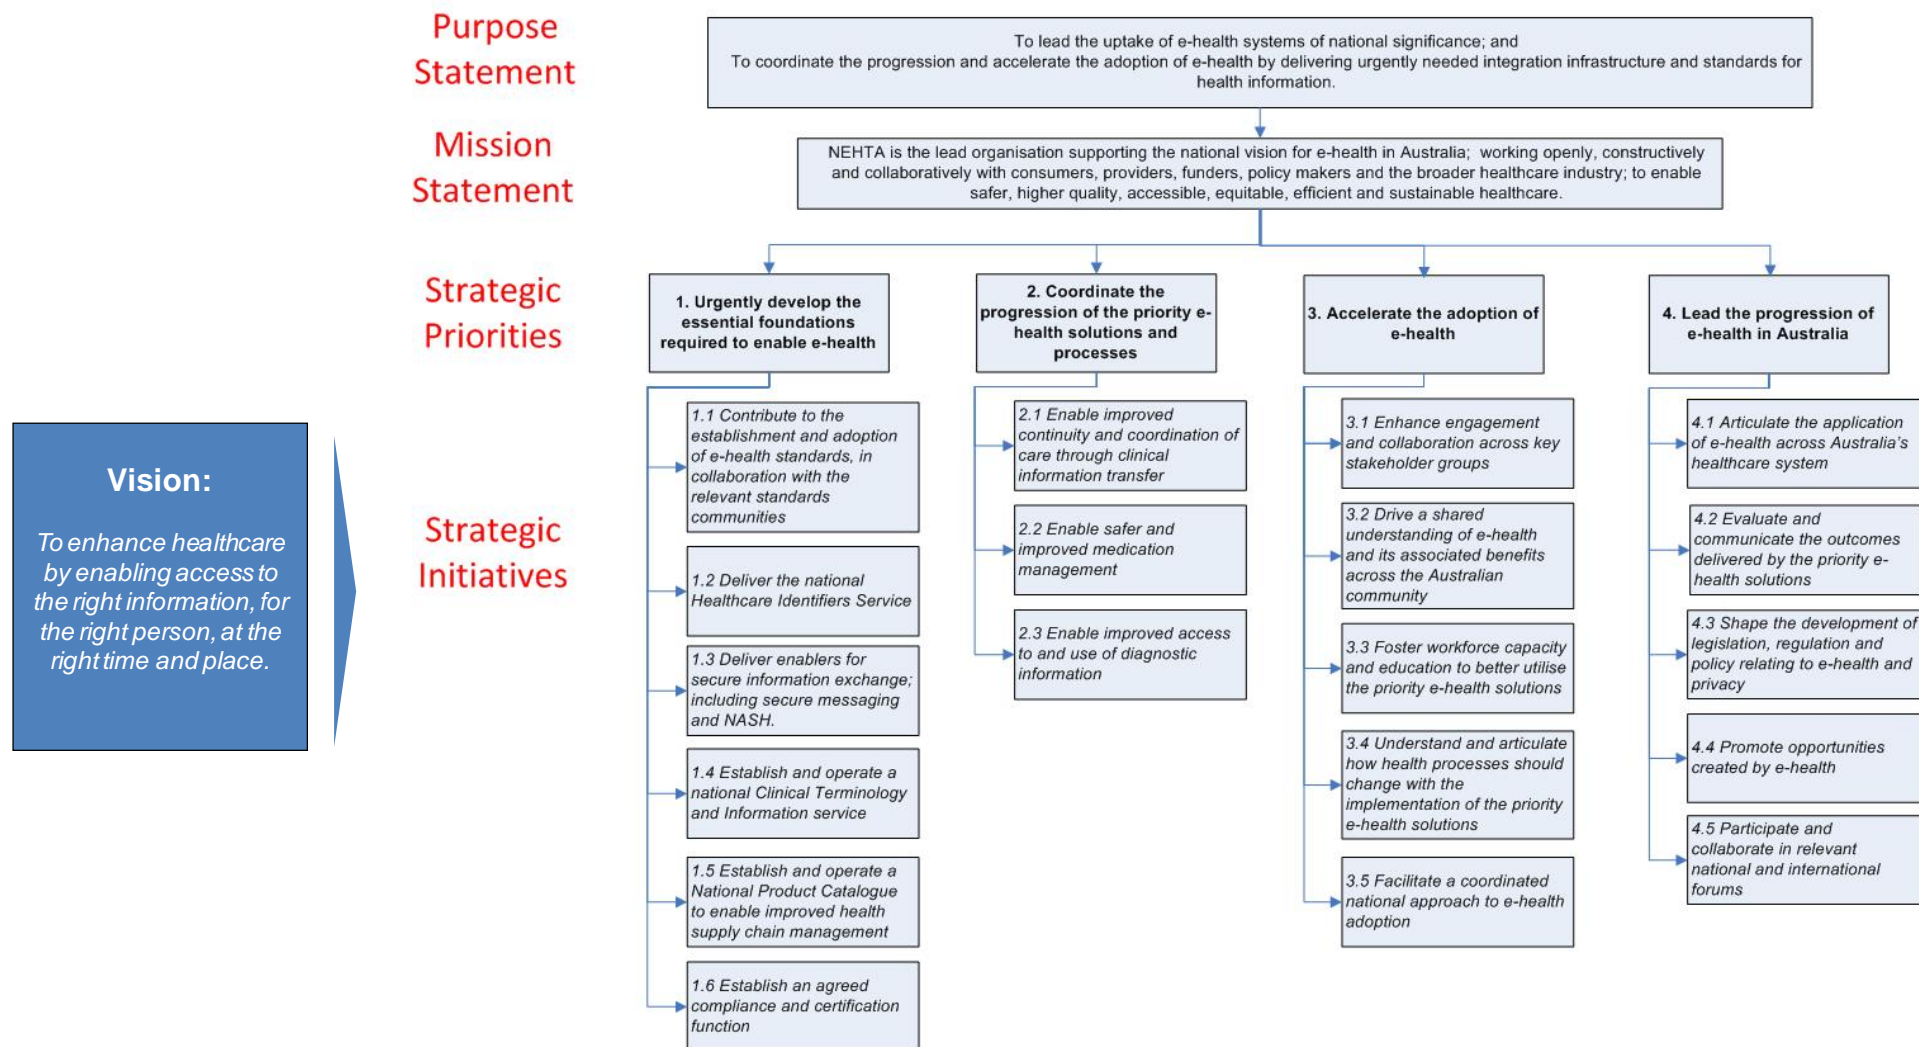 Purpose
Statement
To lead the uptake of e-health systems of national significance; and
To coordinate the progression and accelerate the adoption of e-health by delivering urgently needed integration infrastructure and standards for
health information.
Mission
Statement
NEHTA is the lead organisation supporting the national vision for e-health in Australia; working openly, constructively
and collaboratively with consumers, providers, funders, policy makers and the broader healthcare industry; to enable
safer, higher quality, accessible, equitable, efficient and sustainable healthcare.
Strategic
Priorities
1. Urgently develop the
essential foundations
required to enable e-health
2. Coordinate the
progression of the priority e-
health solutions and
processes
3. Accelerate the adoption of
e-health
4. Lead the progression of
e-health in Australia
Vision:
To enhance healthcare
by enabling access to
the right information, for
the right person, at the
right time and place.
Strategic
Initiatives
1.1 Contribute to the
establishment and adoption
of e-health standards, in
collaboration with the
relevant standards
communities
1.2 Deliver the national
Healthcare Identifiers Service
1.3 Deliver enablers for
secure information exchange;
including secure messaging
and NASH.
1.4 Establish and operate a
national Clinical Terminology
and Information service
1.5 Establish and operate a
National Product Catalogue
to enable improved health
supply chain management
1.6 Establish an agreed
compliance and certification
function
2.1 Enable improved
continuity and coordination of
care through clinical
information transfer
2.2 Enable safer and
improved medication
management
2.3 Enable improved access
to and use of diagnostic
information
3.1 Enhance engagement
and collaboration across key
stakeholder groups
3.2 Drive a shared
understanding of e-health
and its associated benefits
across the Australian
community
3.3 Foster workforce capacity
and education to better utilise
the priority e-health solutions
3.4 Understand and articulate
how health processes should
change with the
implementation of the priority
e-health solutions
3.5 Facilitate a coordinated
national approach to e-health
adoption
4.1 Articulate the application
of e-health across Australia's
healthcare system
4.2 Evaluate and
communicate the outcomes
delivered by the priority e-
health solutions
4.3 Shape the development of
legislation, regulation and
policy relating to e-health and
privacy
4.4 Promote opportunities
created by e-health
4.5 Participate and
collaborate in relevant
national and international
forums